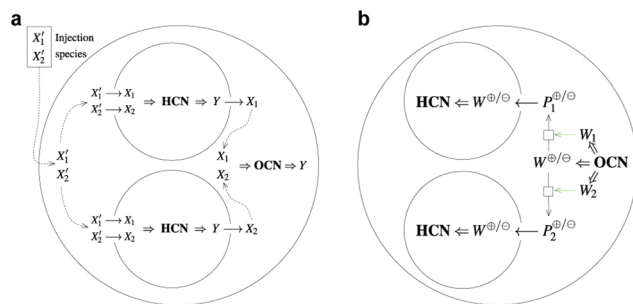 a
b
X′₁ Injection
X′₂ species
X′₁ → X₁
X′₂ → X₂
⇒ HCN ⇒ Y → X₁
X′₁
X′₂
X₁
X₂
⇒ OCN ⇒ Y
X′₁ → X₁
X′₂ → X₂
⇒ HCN ⇒ Y → X₂
HCN ⇐ W⊕/⊖ ← P₁⊕/⊖
W₁
W⊕/⊖ ⇐ OCN
W₂
HCN ⇐ W⊕/⊖ ← P₂⊕/⊖